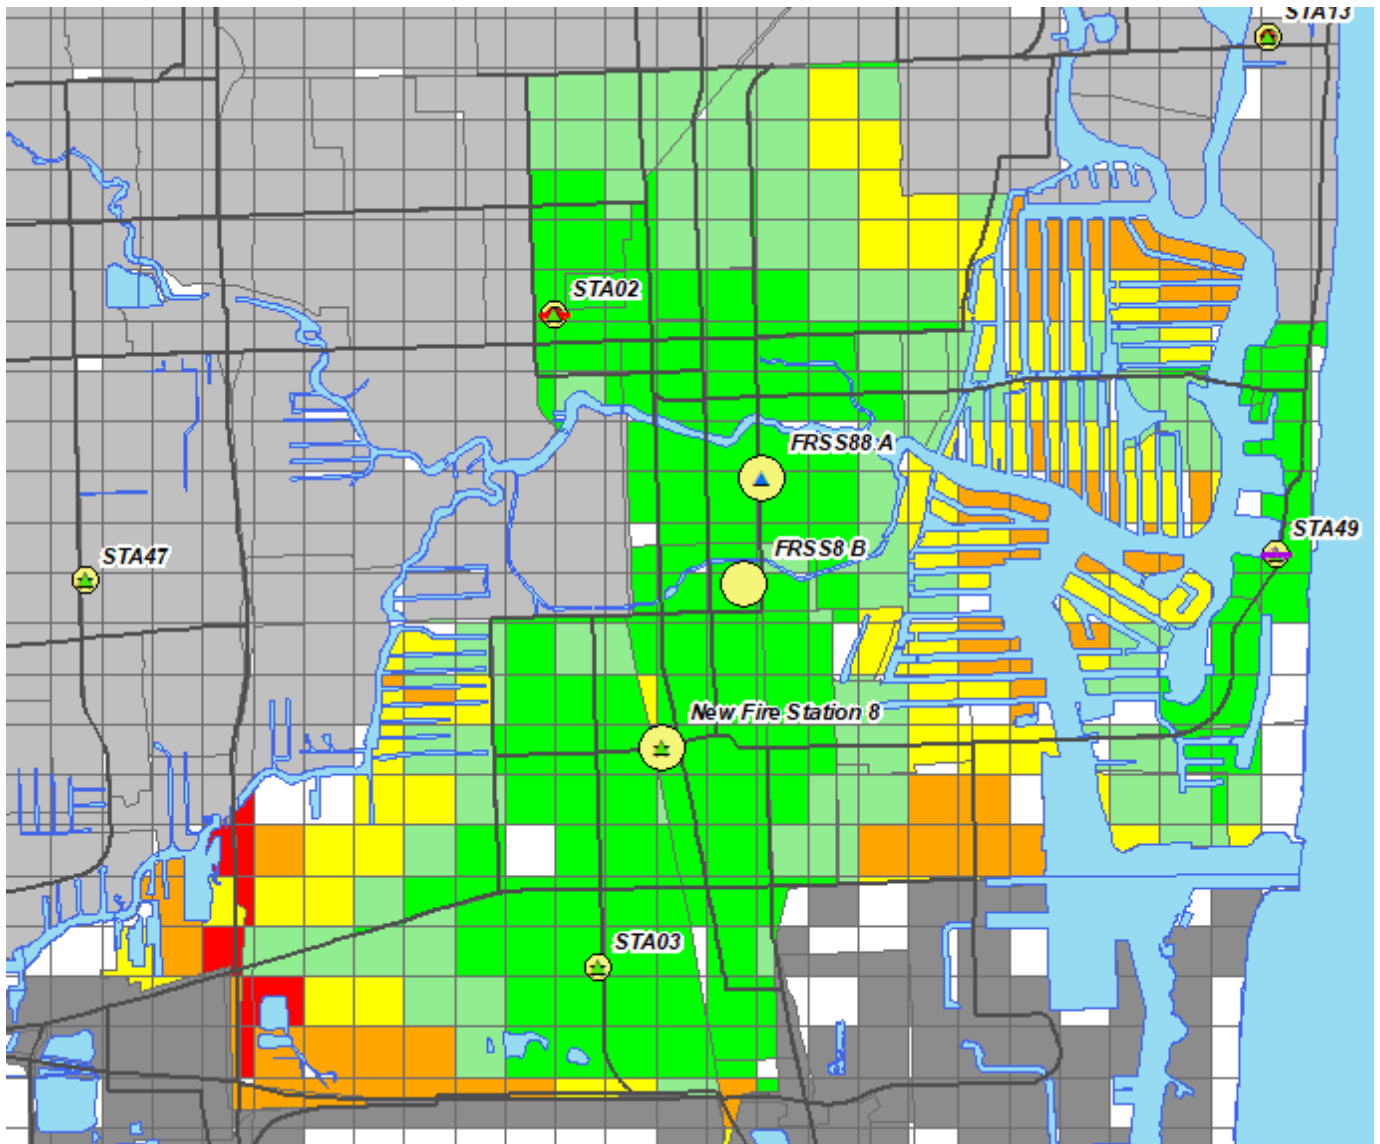 STA13
STA02
FRSS88 A
FRSS8 B
STA49
STA47
New Fire Station 8
STA03